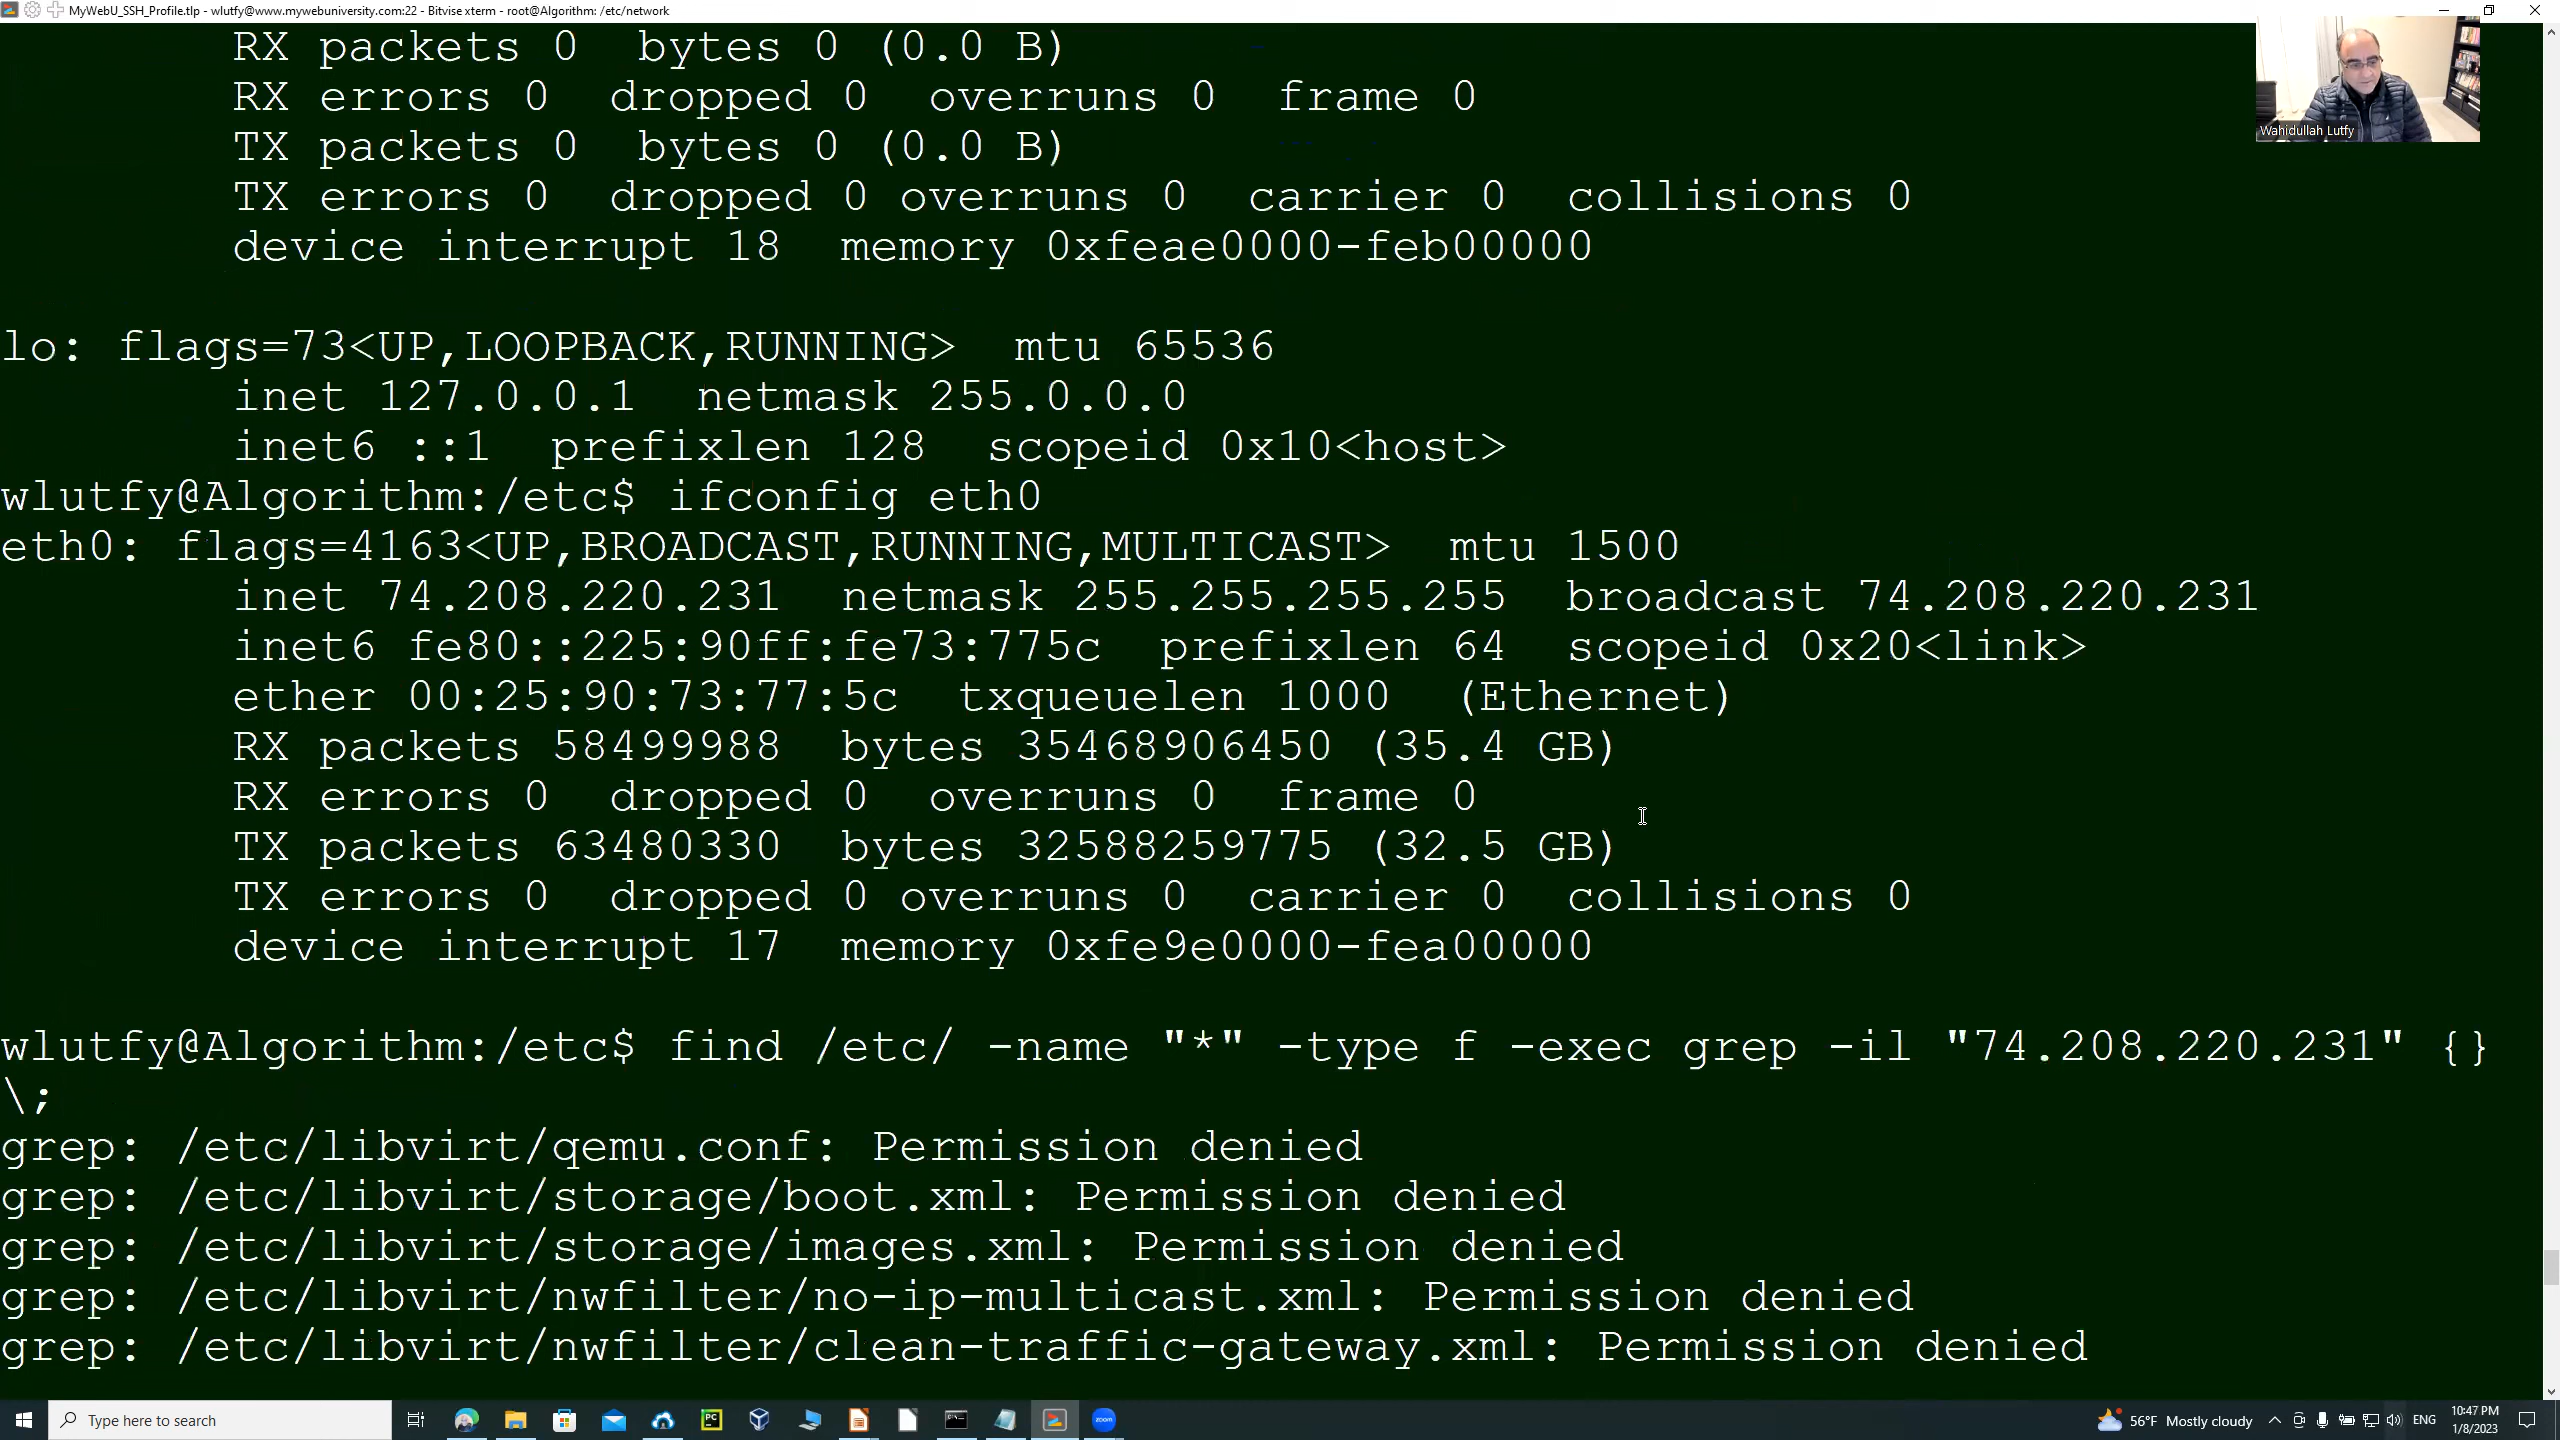 MyWebU_SSH_Profile.tlp - wlutfy@www.mywebuniversity.com:22 - Bitvise xterm - root@Algorithm: /etc/network
RX packets 0 bytes 0 (0.0 B)
RX errors 0 dropped 0 overruns 0 frame 0
TX packets 0 bytes 0 (0.0 B)
TX errors 0 dropped 0 overruns 0 carrier 0 collisions 0
device interrupt 18 memory 0xfeae0000-feb00000
Wahidullah Lutfy
lo: flags=73<UP,LOOPBACK,RUNNING> mtu 65536
inet 127.0.0.1 netmask 255.0.0.0
inet6 ::1 prefixlen 128 scopeid 0x10<host>
wlutfy@Algorithm:/etc$ ifconfig eth0
eth0: flags=4163<UP,BROADCAST,RUNNING,MULTICAST> mtu 1500
inet 74.208.220.231 netmask 255.255.255.255 broadcast 74.208.220.231
inet6 fe80::225:90ff:fe73:775c prefixlen 64 scopeid 0x20<link>
ether 00:25:90:73:77:5c txqueuelen 1000 (Ethernet)
RX packets 58499988 bytes 35468906450 (35.4 GB)
RX errors 0 dropped 0 overruns 0 frame 0
TX packets 63480330 bytes 32588259775 (32.5 GB)
TX errors 0 dropped 0 overruns 0 carrier 0 collisions 0
device interrupt 17 memory 0xfe9e0000-fea00000
wlutfy@Algorithm:/etc$ find /etc/ -name "*" -type f -exec grep -il "74.208.220.231" {}
\;
grep: /etc/libvirt/qemu.conf: Permission denied
grep: /etc/libvirt/storage/boot.xml: Permission denied
grep: /etc/libvirt/storage/images.xml: Permission denied
grep: /etc/libvirt/nwfilter/no-ip-multicast.xml: Permission denied
grep: /etc/libvirt/nwfilter/clean-traffic-gateway.xml: Permission denied
Type here to search
PC
zoom
56°F Mostly cloudy
ENG
10:47 PM
1/8/2023